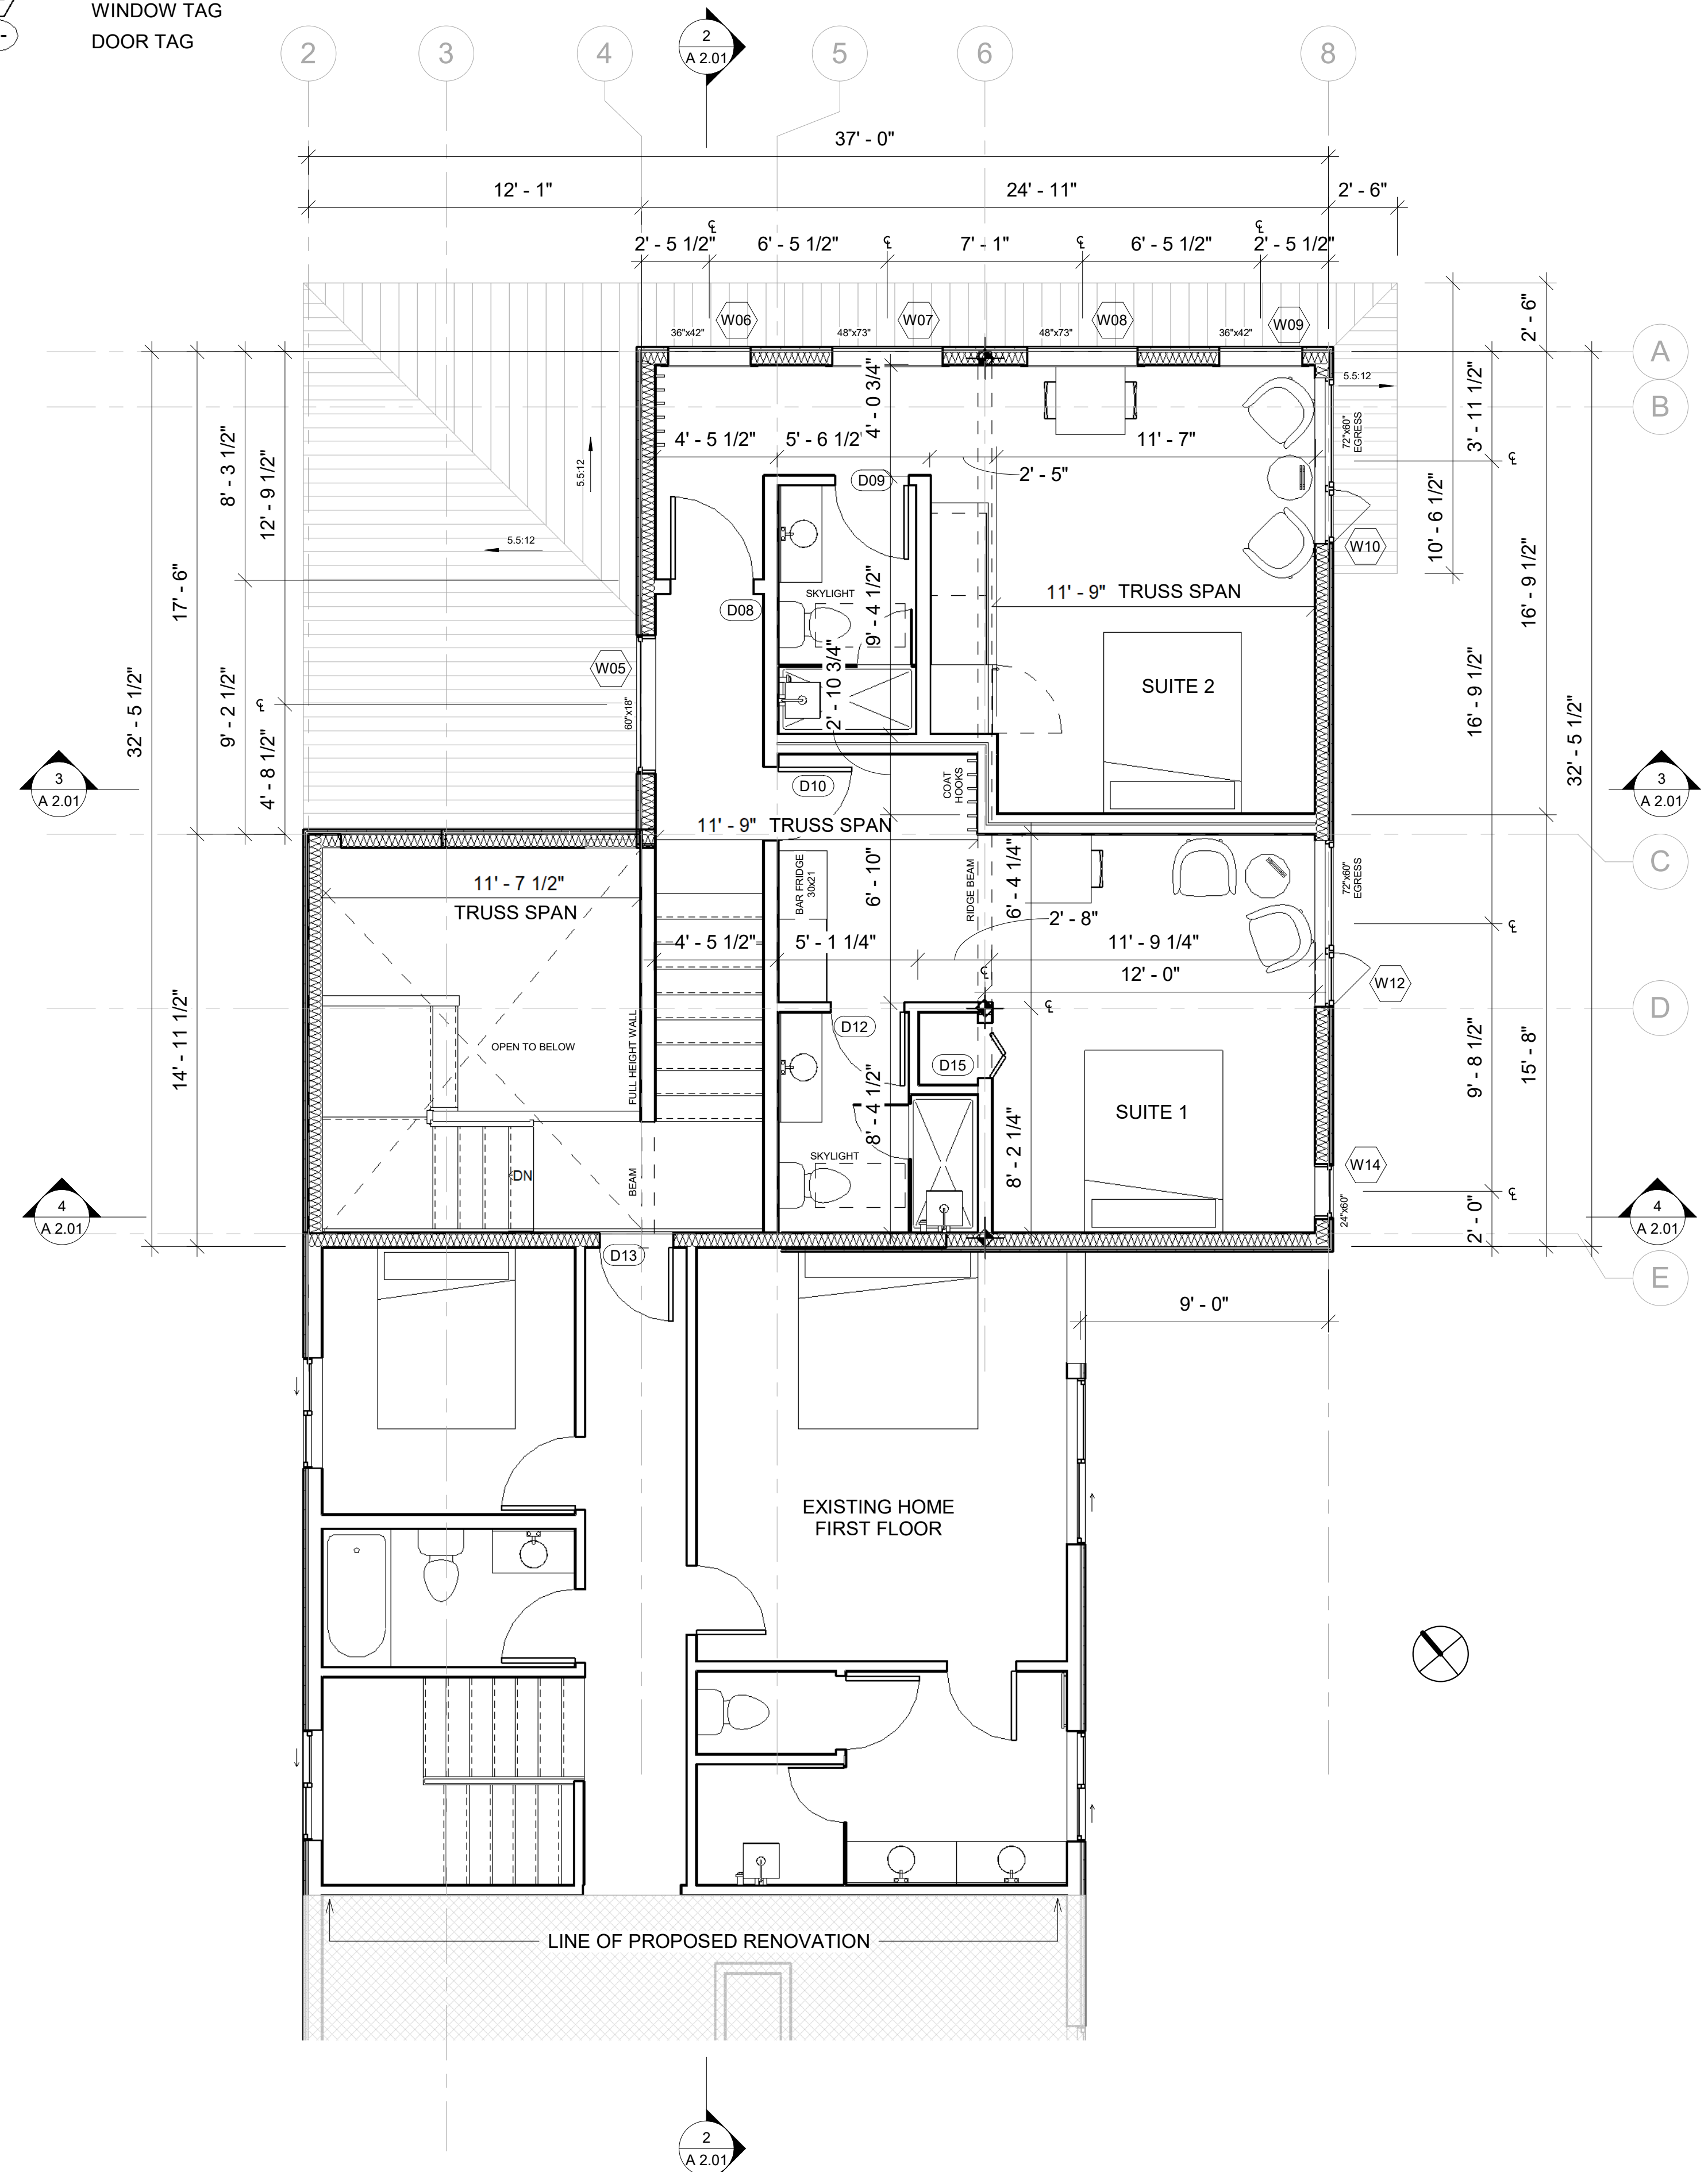 WINDOW TAG
-
DOOR TAG
2
3
4
2
A 2.01
5
6
8
37' - 0"
12' - 1"
24' - 11"
2' - 6"
2' - 5 1/2"
6' - 5 1/2"
7' - 1"
6' - 5 1/2"
2' - 5 1/2"
W06
W07
W08
W09
36"x42"
48"x73"
48"x73"
36"x42"
2' - 6"
A
B
5.5:12
72"x60"
EGRESS
3' - 11 1/2"
4' - 0 3/4"
4' - 5 1/2"
5' - 6 1/2'
11' - 7"
2' - 5"
8' - 3 1/2"
12' - 9 1/2"
5.5:12
5.5:12
D09
10' - 6 1/2"
W10
17' - 6"
SKYLIGHT
9' - 4 1/2"
11' - 9" TRUSS SPAN
16' - 9 1/2"
D08
W05
60"x18"
2' - 10 3/4"
SUITE 2
16' - 9 1/2"
32' - 5 1/2"
9' - 2 1/2"
4' - 8 1/2"
32' - 5 1/2"
3
A 2.01
D10
COAT
HOOKS
3
A 2.01
11' - 9" TRUSS SPAN
C
11' - 7 1/2"
TRUSS SPAN
BAR FRIDGE
30x21
6' - 10"
RIDGE BEAM
6' - 4 1/4"
72"x60"
EGRESS
2' - 8"
4' - 5 1/2"
5' - 1 1/4"
11' - 9 1/4"
12' - 0"
W12
D
14' - 11 1/2"
OPEN TO BELOW
FULL HEIGHT WALL
D12
D15
9' - 8 1/2"
15' - 8"
8' - 4 1/2"
8' - 2 1/4"
SUITE 1
SKYLIGHT
W14
DN
BEAM
24"x60"
2' - 0"
4
A 2.01
4
A 2.01
D13
E
9' - 0"
EXISTING HOME
FIRST FLOOR
LINE OF PROPOSED RENOVATION
2
A 2.01